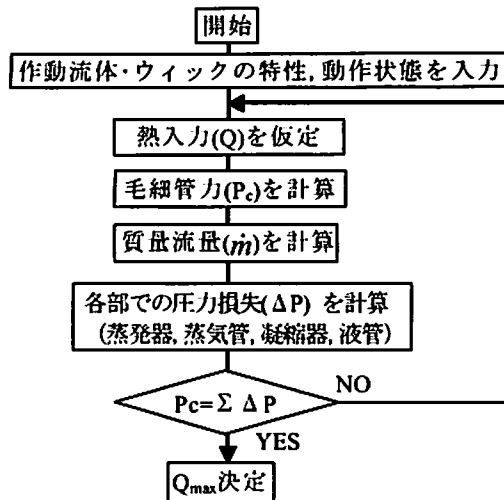 開始
作動流体･ウィックの特性,動作状態を入力
熱入力(Q)を仮定
毛細管力(Pc)を計算
質量流量(ṁ)を計算
各部での圧力損失(ΔP) を計算
(蒸発器,蒸気管,凝縮器,液管)
Pc=Σ ΔP
NO
YES
Qmax決定